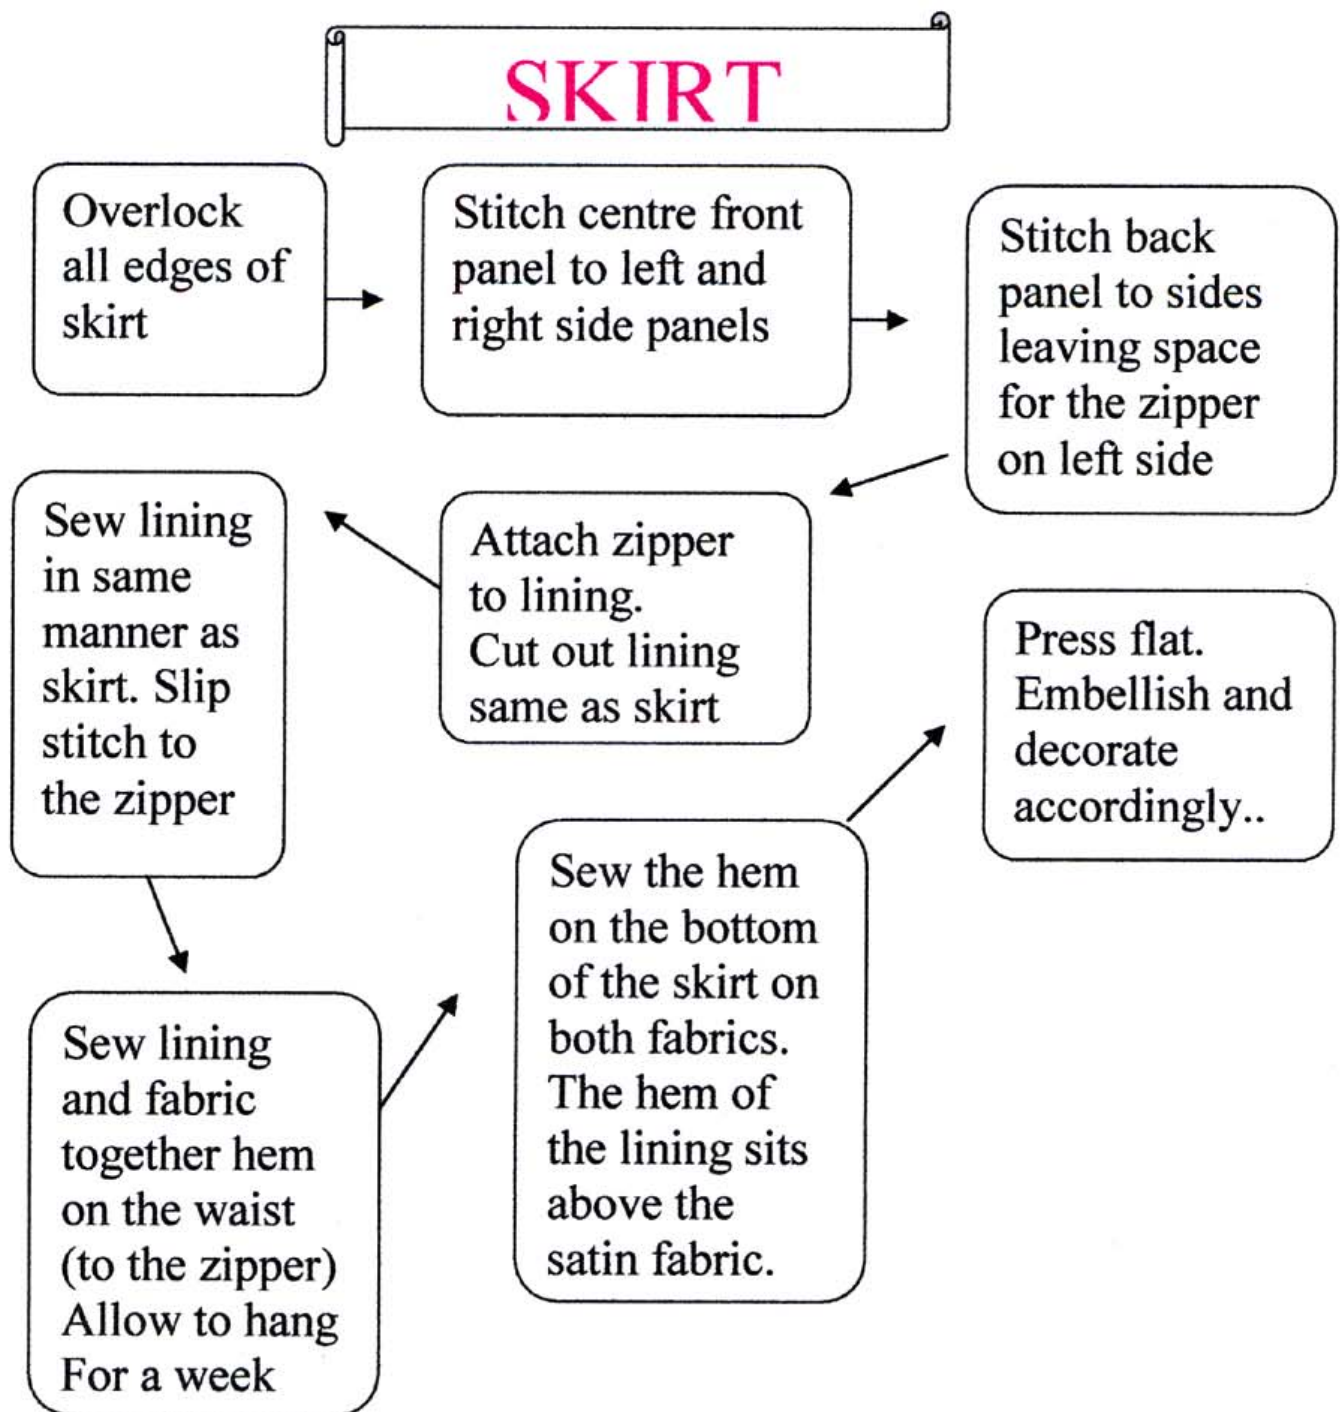 SKIRT
Overlock
all edges of
skirt
Stitch centre front
panel to left and
right side panels
Stitch back
panel to sides
leaving space
for the zipper
on left side
Attach zipper
to lining.
Cut out lining
same as skirt
Sew lining
in same
manner as
skirt. Slip
stitch to
the zipper
Sew lining
and fabric
together hem
on the waist
(to the zipper)
Allow to hang
For a week
Sew the hem
on the bottom
of the skirt on
both fabrics.
The hem of
the lining sits
above the
satin fabric.
Press flat.
Embellish and
decorate
accordingly..